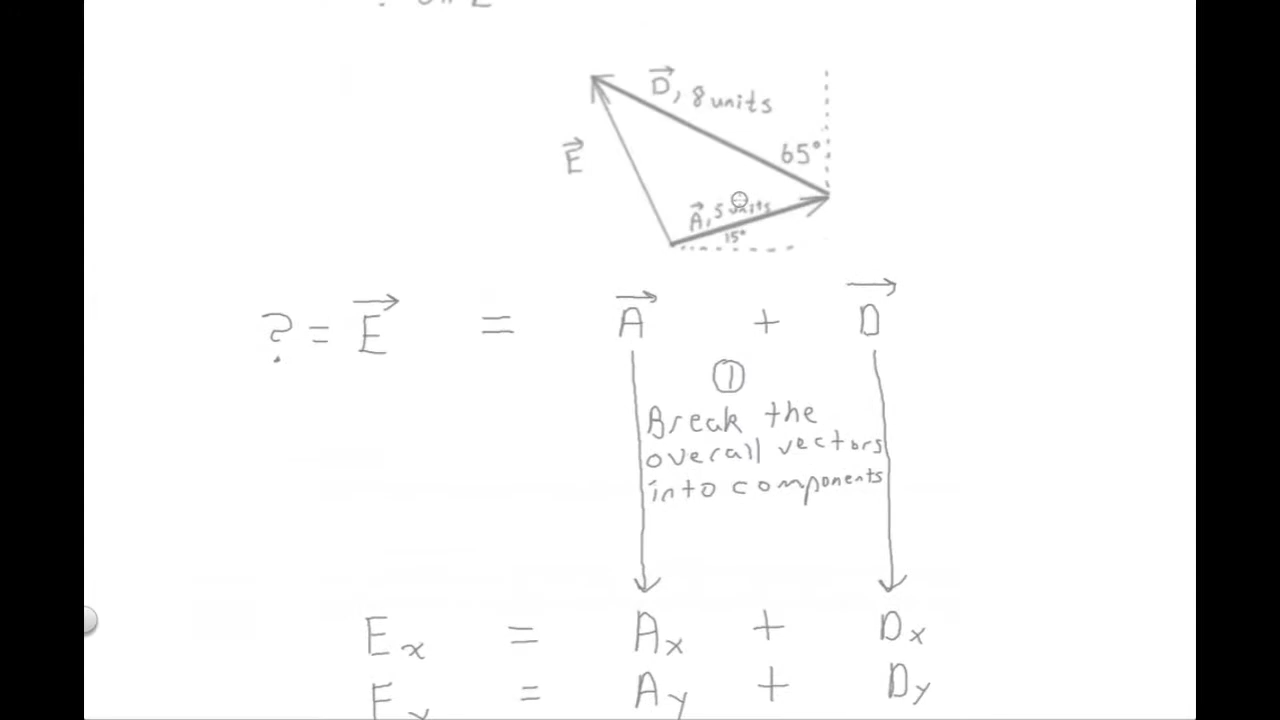 D, 8 units
E
65°
A, 5 units
15°
? = E = A + D
①
Break the
overall vectors
into components
Ex = Ax + Dx
Ey = Ay + Dy